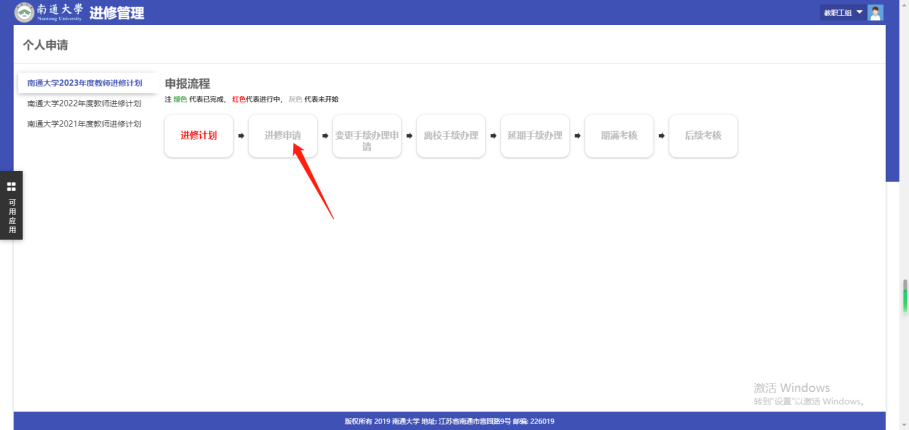 南通大学
Nantong University
进修管理
教职工组
个人申请
南通大学2023年度教师进修计划
南通大学2022年度教师进修计划
南通大学2021年度教师进修计划
申报流程
注 绿色 代表已完成， 红色代表进行中， 灰色 代表未开始
进修计划
进修申请
变更手续办理申
请
离校手续办理
延期手续办理
期满考核
后续考核
可用应用
激活 Windows
转到"设置"以激活 Windows。
版权所有 2019 南通大学 地址: 江苏省南通市啬园路9号 邮编: 226019